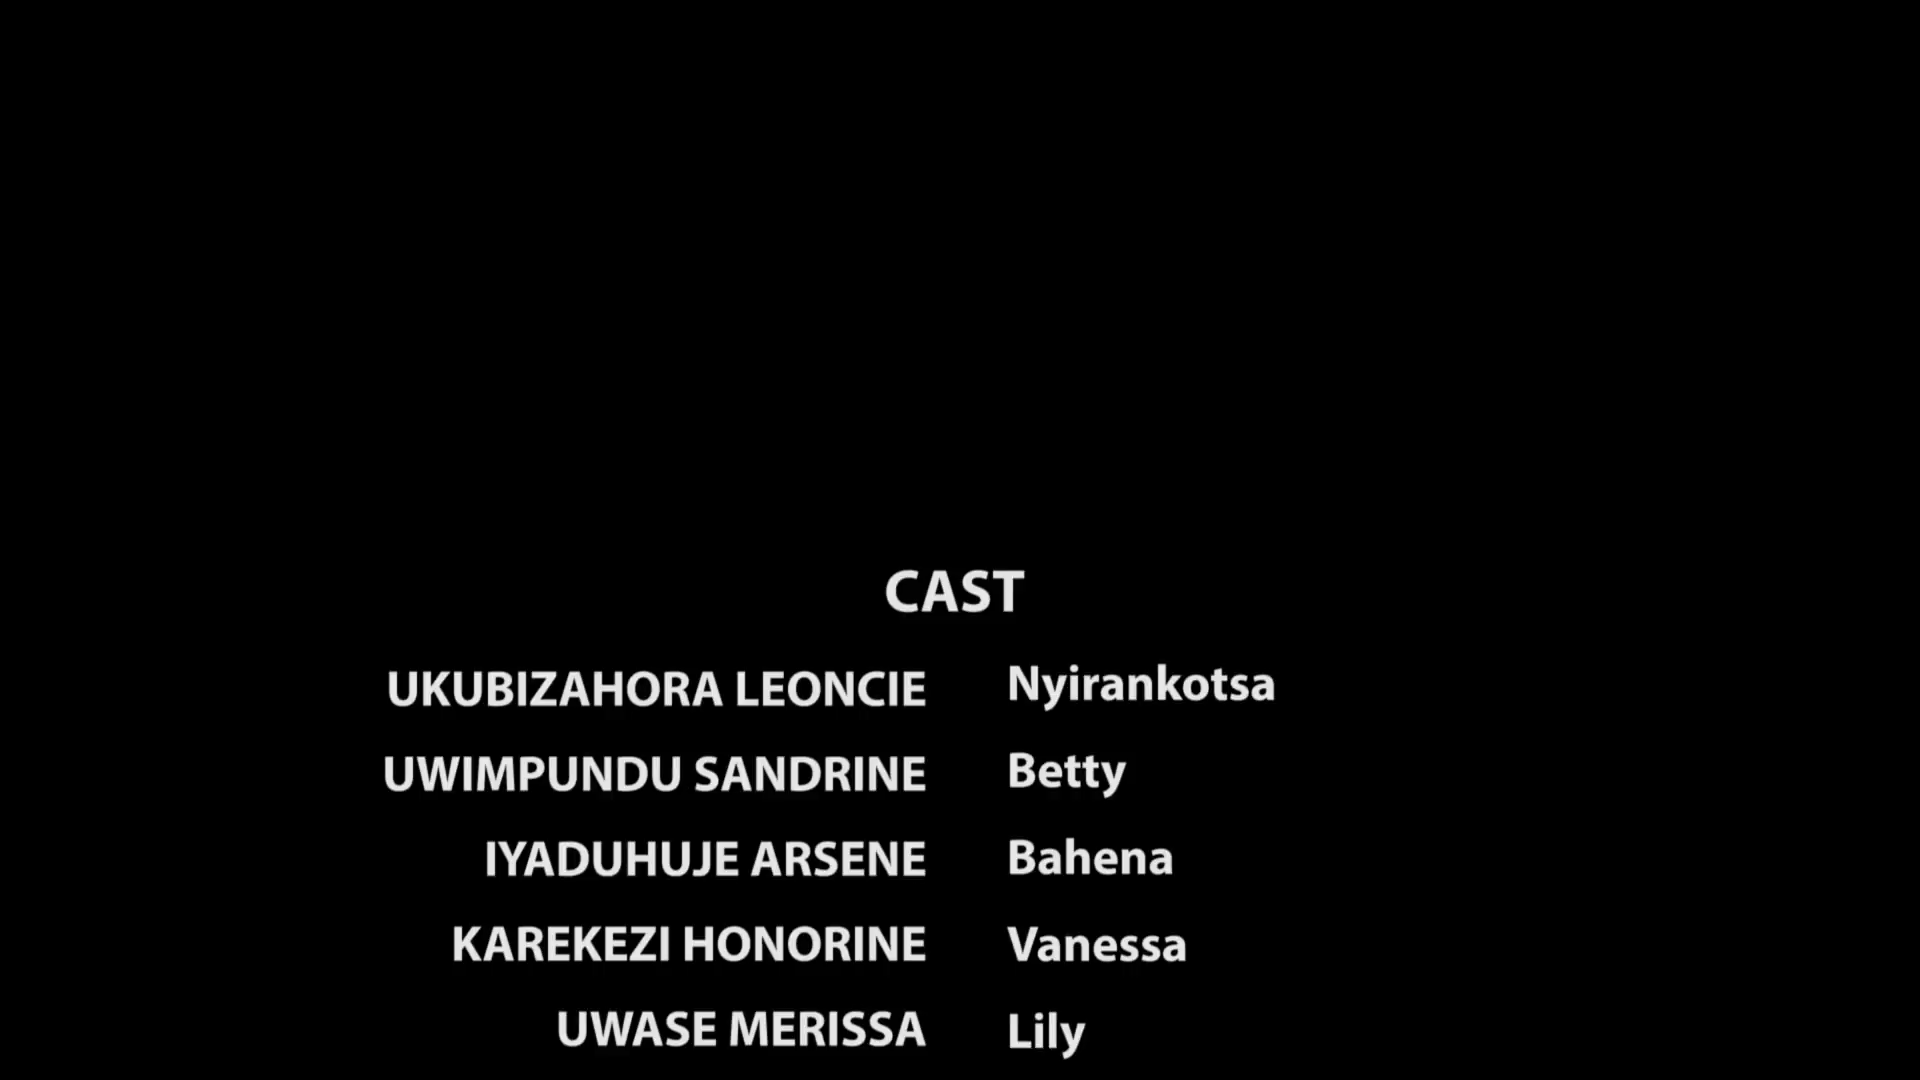 CAST
UKUBIZAHORA LEONCIE Nyirankotsa
UWIMPUNDU SANDRINE Betty
IYADUHUJE ARSENE Bahena
KAREKEZI HONORINE Vanessa
UWASE MERISSA Lily